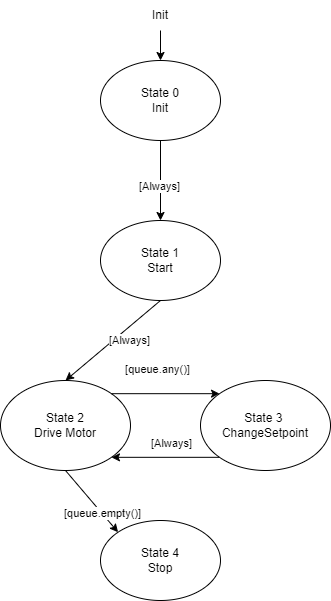 Init
State 0
Init
[Always]
State 1
Start
[Always]
[queue.any()]
State 2
Drive Motor
State 3
ChangeSetpoint
[Always]
[queue.empty()]
State 4
Stop